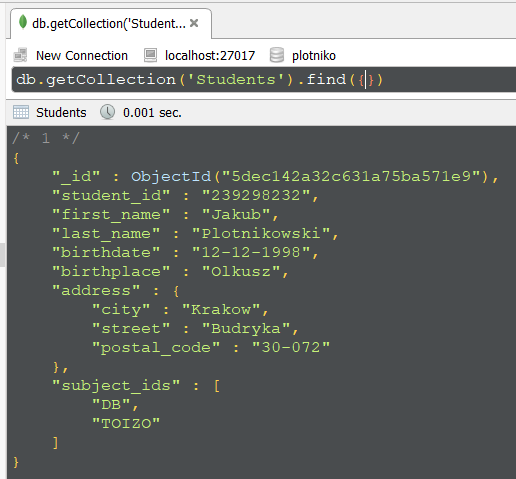 db.getCollection('Student...
New Connection localhost:27017 plotniko
db.getCollection('Students').find({})
Students 0.001 sec.
/* 1 */
{
    "_id" : ObjectId("5dec142a32c631a75ba571e9"),
    "student_id" : "239298232",
    "first_name" : "Jakub",
    "last_name" : "Plotnikowski",
    "birthdate" : "12-12-1998",
    "birthplace" : "Olkusz",
    "address" : {
        "city" : "Krakow",
        "street" : "Budryka",
        "postal_code" : "30-072"
    },
    "subject_ids" : [
        "DB",
        "TOIZO"
    ]
}